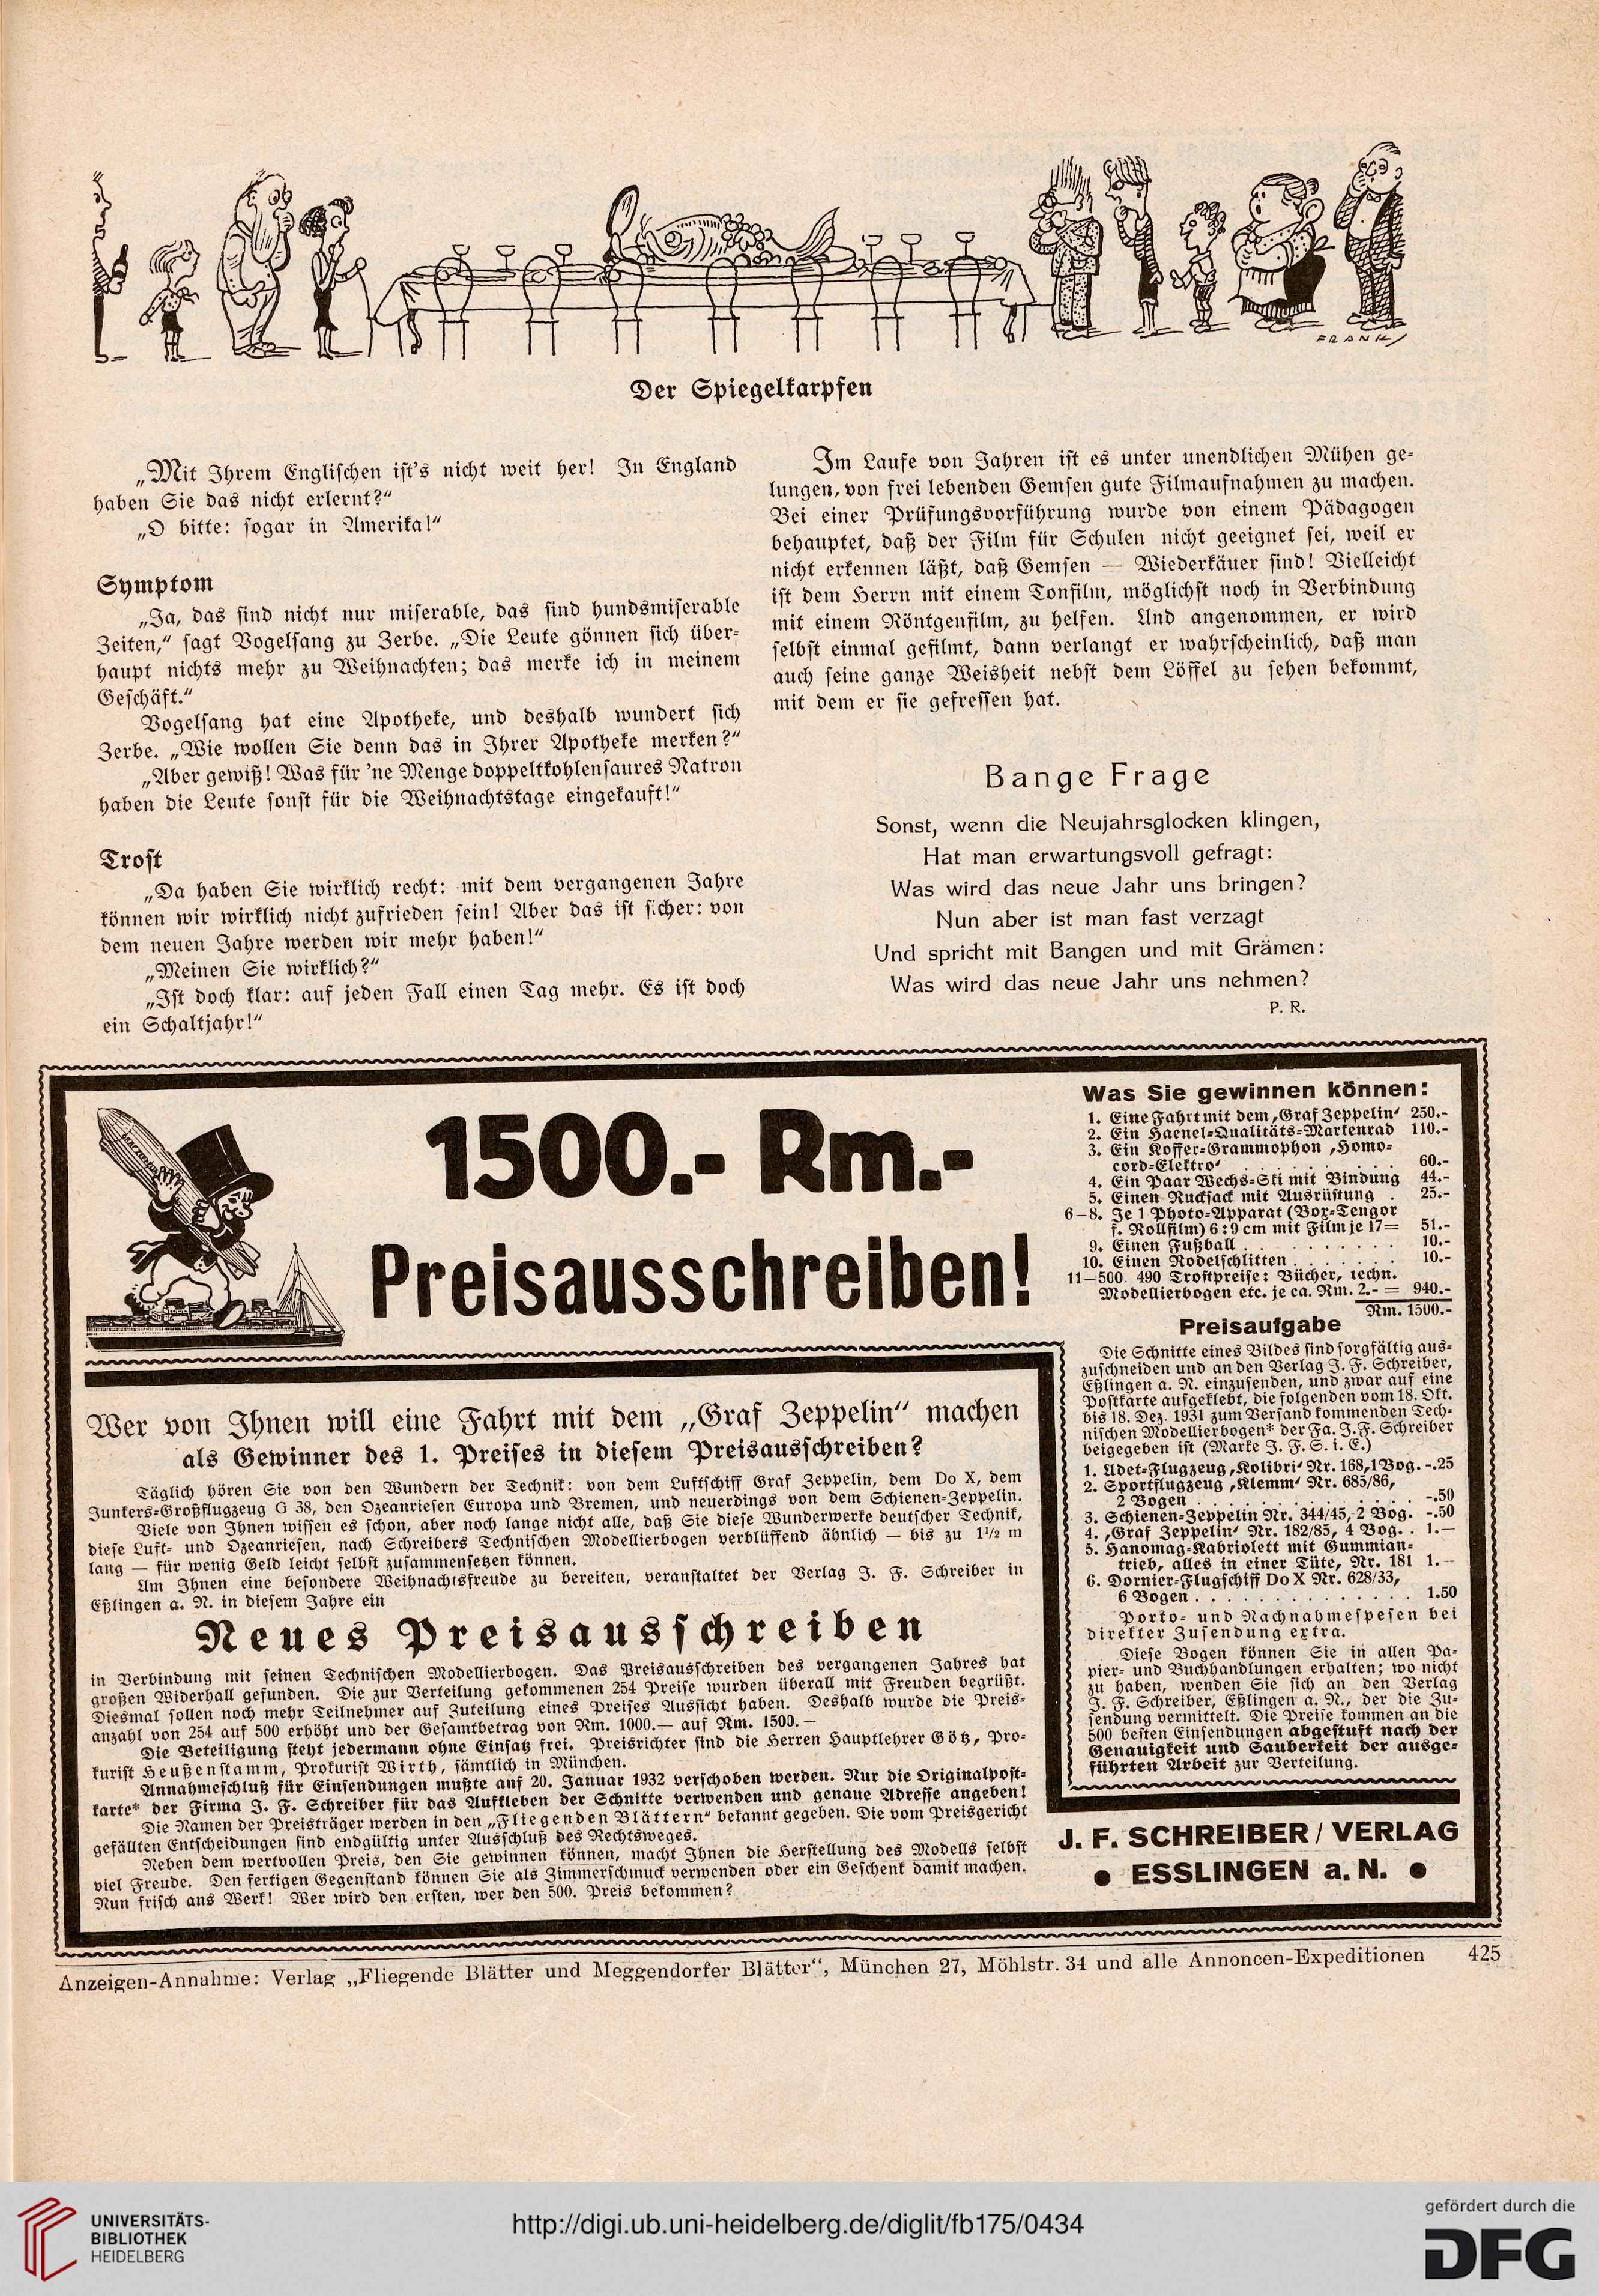 FRANK
Der Spiegelkarpfen
„Mit Ihrem Englischen ist's nicht weit her! In England
haben Sie das nicht erlernt?“
„O bitte: sogar in Amerika!“
Symptom
„Ja, das sind nicht nur miserable, das sind hundsmiserable
Zeiten,“ sagt Vogelsang zu Zerbe. „Die Leute gönnen sich über-
haupt nichts mehr zu Weihnachten; das merke ich in meinem
Geschäft.“
Vogelsang hat eine Apotheke, und deshalb wundert sich
Zerbe. „Wie wollen Sie denn das in Ihrer Apotheke merken?“
„Aber gewiß! Was für 'ne Menge doppeltkohlensaures Natron
haben die Leute sonst für die Weihnachtstage eingekauft!“
Trost
„Da haben Sie wirklich recht: mit dem vergangenen Jahre
können wir wirklich nicht zufrieden sein! Aber das ist sicher: von
dem neuen Jahre werden wir mehr haben!“
„Meinen Sie wirklich?“
„Ist doch klar: auf jeden Fall einen Tag mehr. Es ist doch
ein Schaltjahr!“
Im Laufe von Jahren ist es unter unendlichen Mühen ge-
lungen, von frei lebenden Gemsen gute Filmaufnahmen zu machen.
Bei einer Prüfungsvorführung wurde von einem Pädagogen
behauptet, daß der Film für Schulen nicht geeignet sei, weil er
nicht erkennen läßt, daß Gemsen — Wiederkäuer sind! Vielleicht
ist dem Herrn mit einem Tonfilm, möglichst noch in Verbindung
mit einem Röntgenfilm, zu helfen. Und angenommen, er wird
selbst einmal gefilmt, dann verlangt er wahrscheinlich, daß man
auch seine ganze Weisheit nebst dem Löffel zu sehen bekommt,
mit dem er sie gefressen hat.
Bange Frage
Sonst, wenn die Neujahrsglocken klingen,
Hat man erwartungsvoll gefragt:
Was wird das neue Jahr uns bringen?
Nun aber ist man fast verzagt
Und spricht mit Bangen und mit Grämen:
Was wird das neue Jahr uns nehmen?
P. R.
1500.- Rm.-
Preisausschreiben!
Wer von Ihnen will eine Fahrt mit dem „Graf Zeppelin“ machen
als Gewinner des 1. Preises in diesem Preisausschreiben?
Täglich hören Sie von den Wundern der Technik: von dem Luftschiff Graf Zeppelin, dem Do X, dem
Junkers-Großflugzeug G 38, den Ozeanriesen Europa und Bremen, und neuerdings von dem Schienen-Zeppelin.
Viele von Ihnen wissen es schon, aber noch lange nicht alle, daß Sie diese Wunderwerke deutscher Technik,
diese Luft- und Ozeanriesen, nach Schreibers Technischen Modellierbogen verblüffend ähnlich — bis zu 1½ m
lang — für wenig Geld leicht selbst zusammensetzen können.
Um Ihnen eine besondere Weihnachtsfreude zu bereiten, veranstaltet der Verlag J. F. Schreiber in
Eßlingen a. N. in diesem Jahre ein
Neues Preisausschreiben
in Verbindung mit seinen Technischen Modellierbogen. Das Preisausschreiben des vergangenen Jahres hat
großen Widerhall gefunden. Die zur Verteilung gekommenen 254 Preise wurden überall mit Freuden begrüßt.
Diesmal sollen noch mehr Teilnehmer auf Zuteilung eines Preises Aussicht haben. Deshalb wurde die Preis-
anzahl von 254 auf 500 erhöht und der Gesamtbetrag von Rm. 1000.— auf Rm. 1500.—
Die Beteiligung steht jedermann ohne Einsatz frei. Preisrichter sind die Herren Hauptlehrer Götz, Pro-
kurist Heußenstamm, Prokurist Wirth, sämtlich in München.
Annahmeschluß für Einsendungen mußte auf 20. Januar 1932 verschoben werden. Nur die Originalpost-
karte* der Firma J. F. Schreiber für das Aufkleben der Schnitte verwenden und genaue Adresse angeben!
Die Namen der Preisträger werden in den „Fliegenden Blättern“ bekannt gegeben. Die vom Preisgericht
gefällten Entscheidungen sind endgültig unter Ausschluß des Rechtsweges.
Neben dem wertvollen Preis, den Sie gewinnen können, macht Ihnen die Herstellung des Modells selbst
viel Freude. Den fertigen Gegenstand können Sie als Zimmerschmuck verwenden oder ein Geschenk damit machen.
Nun frisch ans Werk! Wer wird den ersten, wer den 500. Preis bekommen?
Was Sie gewinnen können:
1. Eine Fahrt mit dem ‚Graf Zeppelin‘ 250.-
2. Ein Haenel-Qualitäts-Markenrad 110.-
3. Ein Koffer-Grammophon ‚Homo-
cord-Elektro‘ . . . . . . . . 60.-
4. Ein Paar Wechs-Ski mit Bindung 44.-
5. Einen Rucksack mit Ausrüstung . 25.-
6—8. Je 1 Photo-Apparat (Box-Tengor
f. Rollfilm) 6:9 cm mit Film je 17= 51.-
9. Einen Fußball . . . . . . . . 10.-
10. Einen Rodelschlitten . . . . . . 10.-
11—500. 490 Trostpreise: Bücher, techn.
Modellierbogen etc. je ca. Rm. 2.- = 940.-
Rm. 1500.-
Preisaufgabe
Die Schnitte eines Bildes sind sorgfältig aus-
zuschneiden und an den Verlag J. F. Schreiber,
Eßlingen a. N. einzusenden, und zwar auf eine
Postkarte aufgeklebt, die folgenden vom 18. Okt.
bis 18. Dez. 1931 zum Versand kommenden Tech-
nischen Modellierbogen* der Fa. J. F. Schreiber
beigegeben ist (Marke J. F. S. i. E.)
1. Udet-Flugzeug ‚Kolibri‘ Nr. 168, 1 Bog. -.25
2. Sportflugzeug ‚Klemm‘ Nr. 685/86,
2 Bogen . . . . . . . . . . . -.50
3. Schienen-Zeppelin Nr. 344/45, 2 Bog. -.50
4. ‚Graf Zeppelin‘ Nr. 182/85, 4 Bog. . 1.—
5. Hanomag-Kabriolett mit Gummian-
trieb, alles in einer Tüte, Nr. 181 1.—
6. Dornier-Flugschiff Do X Nr. 628/33,
6 Bogen . . . . . . . . . . . 1.50
Porto- und Nachnahmespesen bei
direkter Zusendung extra.
Diese Bogen können Sie in allen Pa-
pier- und Buchhandlungen erhalten; wo nicht
zu haben, wenden Sie sich an den Verlag
J. F. Schreiber, Eßlingen a. N., der die Zu-
sendung vermittelt. Die Preise kommen an die
500 besten Einsendungen abgestuft nach der
Genauigkeit und Sauberkeit der ausge-
führten Arbeit zur Verteilung.
J. F. SCHREIBER / VERLAG
• ESSLINGEN a. N. •
Anzeigen-Annahme: Verlag „Fliegende Blätter und Meggendorfer Blätter“, München 27, Möhlstr. 34 und alle Annoncen-Expeditionen 425
UNIVERSITÄTS-
BIBLIOTHEK
HEIDELBERG
http://digi.ub.uni-heidelberg.de/diglit/fb175/0434
gefördert durch die
DFG